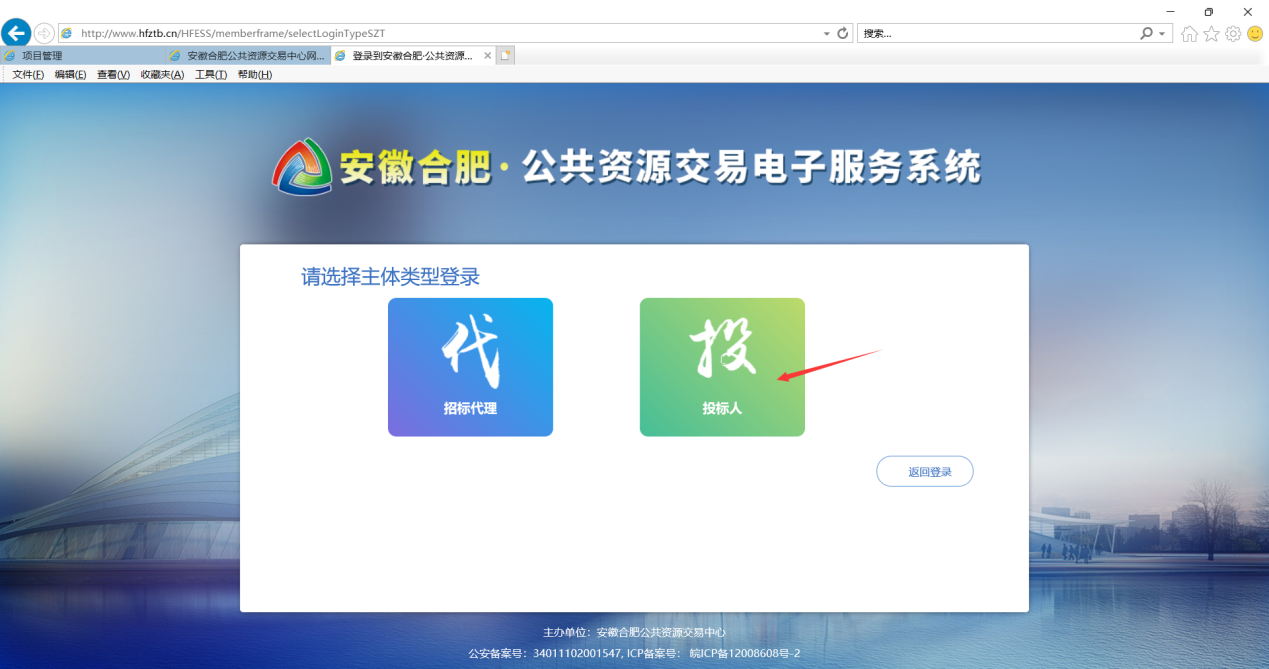 http://www.hfztb.cn/HFESS/memberframe/selectLoginTypeSZT
搜索...
项目管理
安徽合肥公共资源交易中心网...
登录到安徽合肥·公共资源...
文件(F) 编辑(E) 查看(V) 收藏夹(A) 工具(T) 帮助(H)
安徽合肥·公共资源交易电子服务系统
请选择主体类型登录
代
招标代理
投
投标人
返回登录
主办单位：安徽合肥公共资源交易中心
公安备案号：34011102001547, ICP备案号： 皖ICP备12008608号-2